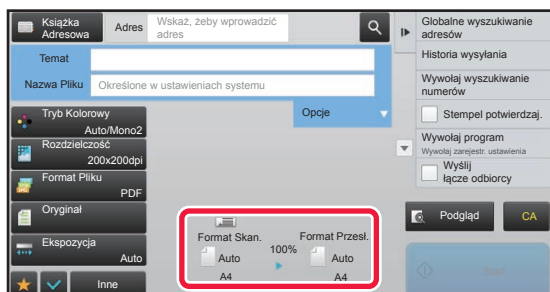 Książka
Adresowa
Adres
Wskaż, żeby wprowadzić
adres
Temat
Nazwa Pliku
Określone w ustawieniach systemu
Opcje
Tryb Kolorowy
Auto/Mono2
Rozdzielczość
200x200dpi
Format Pliku
PDF
Oryginał
Ekspozycja
Auto
Inne
Format Skan.
Auto
A4
100%
Format Przesł.
Auto
A4
Globalne wyszukiwanie
adresów
Historia wysyłania
Wywołaj wyszukiwanie
numerów
Stempel potwierdzaj.
Wywołaj program
Wywołaj zarejestr. ustawienia
Wyślij
łącze odbiorcy
Podgląd
CA
Start